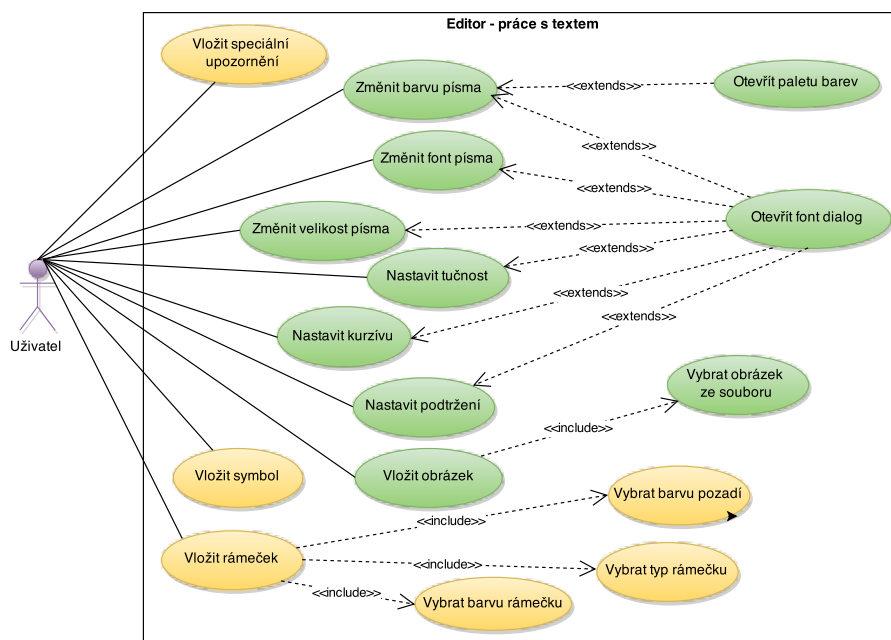 Editor - práce s textem
Vložit speciální
upozornění
Změnit barvu písma
<<extends>>
Otevřít paletu barev
<<extends>>
Změnit font písma
<<extends>>
Změnit velikost písma
<<extends>>
Otevřít font dialog
<<extends>>
Nastavit tučnost
<<extends>>
Nastavit kurzívu
<<extends>>
Uživatel
Nastavit podtržení
Vybrat obrázek
ze souboru
<<include>>
Vložit symbol
Vložit obrázek
Vybrat barvu pozadí
<<include>>
Vložit rámeček
<<include>>
Vybrat typ rámečku
<<include>>
Vybrat barvu rámečku